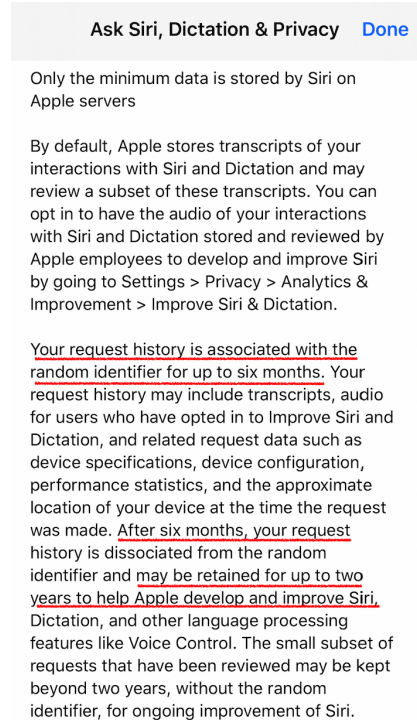 Ask Siri, Dictation & Privacy Done
Only the minimum data is stored by Siri on
Apple servers
By default, Apple stores transcripts of your
interactions with Siri and Dictation and may
review a subset of these transcripts. You can
opt in to have the audio of your interactions
with Siri and Dictation stored and reviewed by
Apple employees to develop and improve Siri
by going to Settings > Privacy > Analytics &
Improvement > Improve Siri & Dictation.
Your request history is associated with the
random identifier for up to six months. Your
request history may include transcripts, audio
for users who have opted in to Improve Siri and
Dictation, and related request data such as
device specifications, device configuration,
performance statistics, and the approximate
location of your device at the time the request
was made. After six months, your request
history is dissociated from the random
identifier and may be retained for up to two
years to help Apple develop and improve Siri,
Dictation, and other language processing
features like Voice Control. The small subset of
requests that have been reviewed may be kept
beyond two years, without the random
identifier, for ongoing improvement of Siri.